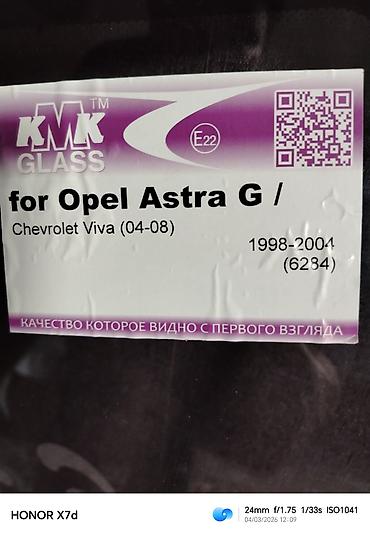 KMK TM
GLASS
E22
for Opel Astra G /
Chevrolet Viva (04-08)
1998-2004
(6234)
КАЧЕСТВО КОТОРОЕ ВИДНО С ПЕРВОГО ВЗГЛЯДА
HONOR X7d
24mm f/1.75 1/33s ISO1041
04/03/2026 12:09